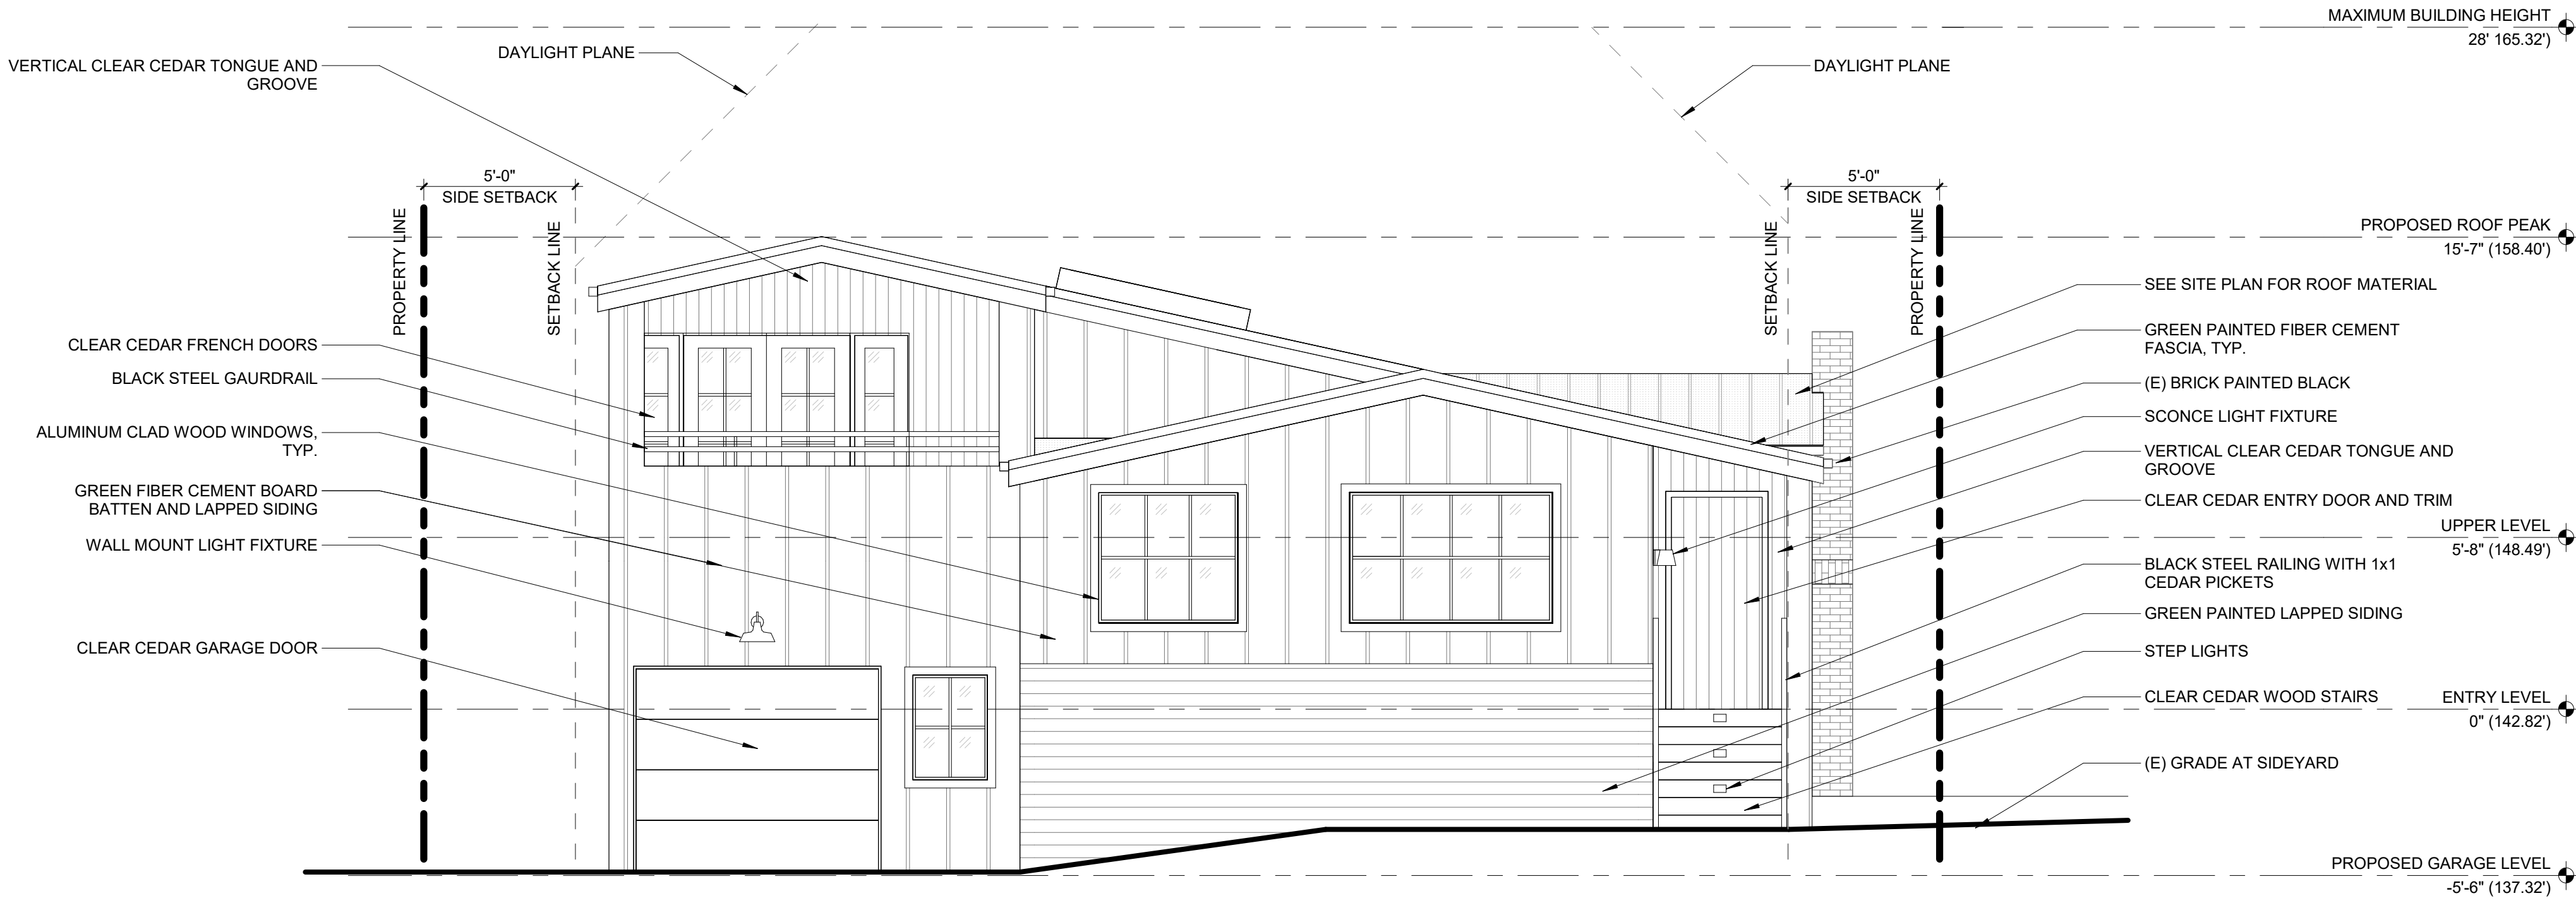 MAXIMUM BUILDING HEIGHT
28' 165.32')
DAYLIGHT PLANE
VERTICAL CLEAR CEDAR TONGUE AND
GROOVE
DAYLIGHT PLANE
5'-0"
SIDE SETBACK
5'-0"
SIDE SETBACK
PROPERTY LINE
SETBACK LINE
SETBACK LINE
PROPERTY LINE
PROPOSED ROOF PEAK
15'-7" (158.40')
CLEAR CEDAR FRENCH DOORS
BLACK STEEL GAURDRAIL
ALUMINUM CLAD WOOD WINDOWS,
TYP.
GREEN FIBER CEMENT BOARD
BATTEN AND LAPPED SIDING
WALL MOUNT LIGHT FIXTURE
CLEAR CEDAR GARAGE DOOR
SEE SITE PLAN FOR ROOF MATERIAL
GREEN PAINTED FIBER CEMENT
FASCIA, TYP.
(E) BRICK PAINTED BLACK
SCONCE LIGHT FIXTURE
VERTICAL CLEAR CEDAR TONGUE AND
GROOVE
CLEAR CEDAR ENTRY DOOR AND TRIM
UPPER LEVEL
5'-8" (148.49')
BLACK STEEL RAILING WITH 1x1
CEDAR PICKETS
GREEN PAINTED LAPPED SIDING
STEP LIGHTS
CLEAR CEDAR WOOD STAIRS
ENTRY LEVEL
0" (142.82')
(E) GRADE AT SIDEYARD
PROPOSED GARAGE LEVEL
-5'-6" (137.32')